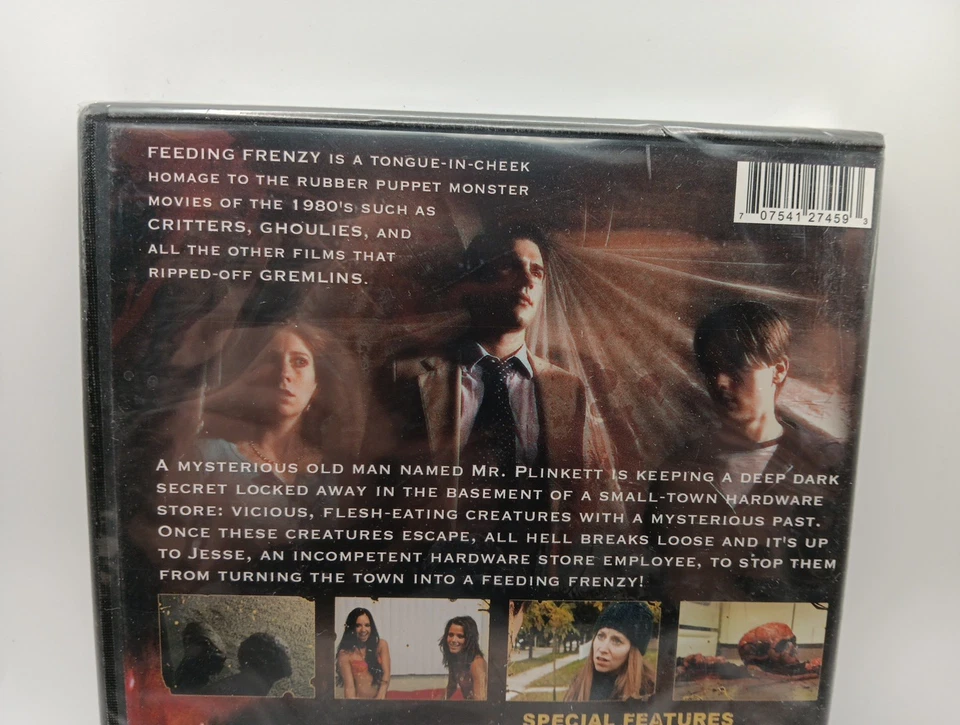 FEEDING FRENZY IS A TONGUE-IN-CHEEK
HOMAGE TO THE RUBBER PUPPET MONSTER
MOVIES OF THE 1980'S SUCH AS
CRITTERS, GHOULIES, AND
ALL THE OTHER FILMS THAT
RIPPED-OFF GREMLINS.
7 07541 27459 3
A MYSTERIOUS OLD MAN NAMED MR. PLINKETT IS KEEPING A DEEP DARK
SECRET LOCKED AWAY IN THE BASEMENT OF A SMALL-TOWN HARDWARE
STORE: VICIOUS, FLESH-EATING CREATURES WITH A MYSTERIOUS PAST.
ONCE THESE CREATURES ESCAPE, ALL HELL BREAKS LOOSE AND IT'S UP
TO JESSE, AN INCOMPETENT HARDWARE STORE EMPLOYEE, TO STOP THEM
FROM TURNING THE TOWN INTO A FEEDING FRENZY!
SPECIAL FEATURES